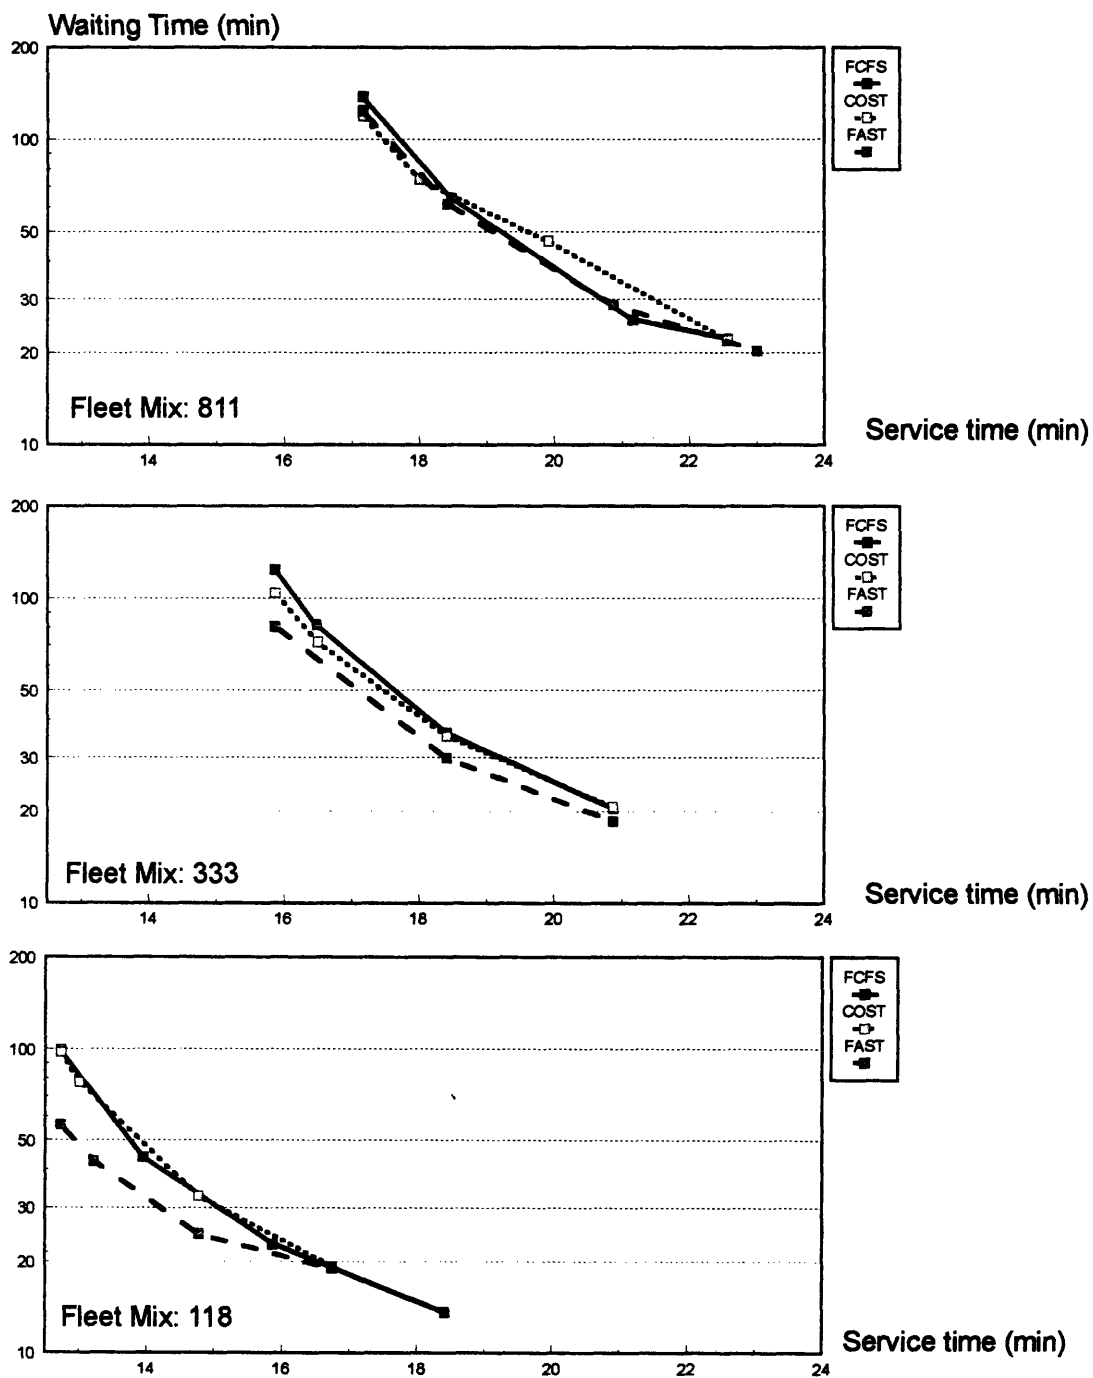 Waiting Time (min)
200
100
50
30
20
10
Fleet Mix: 811
14 16 18 20 22 24
Service time (min)
FCFS
COST
FAST
200
100
50
30
20
10
Fleet Mix: 333
14 16 18 20 22 24
Service time (min)
FCFS
COST
FAST
200
100
50
30
20
10
Fleet Mix: 118
14 16 18 20 22 24
Service time (min)
FCFS
COST
FAST